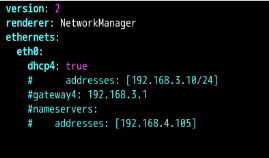 version: 2
renderer: NetworkManager
ethernets:
  eth0:
    dhcp4: true
    #     addresses: [192.168.3.10/24]
    #gateway4: 192.168.3.1
    #nameservers:
    #   addresses: [192.168.4.105]